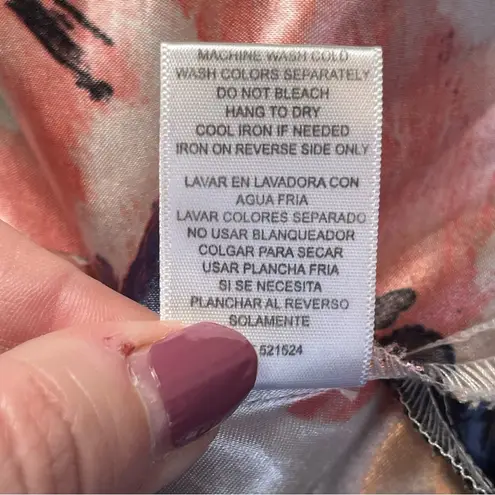 MACHINE WASH COLD
WASH COLORS SEPARATELY
DO NOT BLEACH
HANG TO DRY
COOL IRON IF NEEDED
IRON ON REVERSE SIDE ONLY
LAVAR EN LAVADORA CON
AGUA FRIA
LAVAR COLORES SEPARADO
NO USAR BLANQUEADOR
COLGAR PARA SECAR
USAR PLANCHA FRIA
SI SE NECESITA
PLANCHAR AL REVERSO
SOLAMENTE
521524